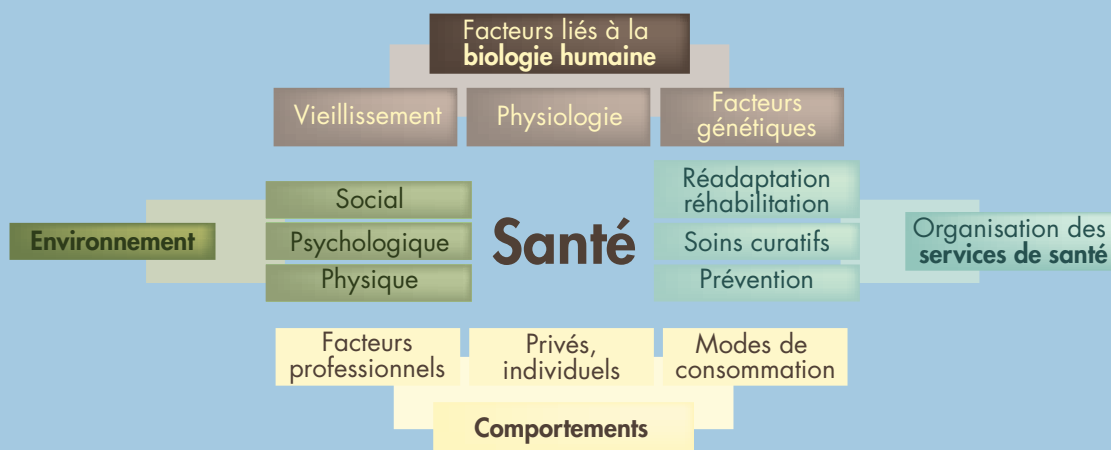 Facteurs liés à la
biologie humaine
Vieillissement
Physiologie
Facteurs
génétiques
Environnement
Social
Psychologique
Physique
Santé
Réadaptation
réhabilitation
Soins curatifs
Prévention
Organisation des
services de santé
Facteurs
professionnels
Privés,
individuels
Modes de
consommation
Comportements